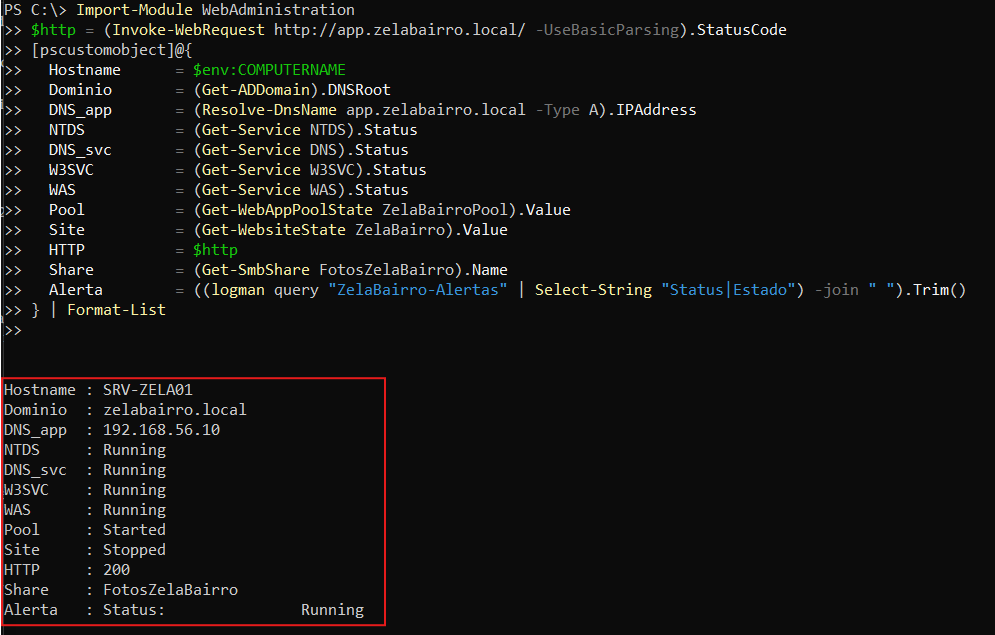 PS C:\> Import-Module WebAdministration
>> $http = (Invoke-WebRequest http://app.zelabairro.local/ -UseBasicParsing).StatusCode
>> [pscustomobject]@{
>>   Hostname      = $env:COMPUTERNAME
>>   Dominio       = (Get-ADDomain).DNSRoot
>>   DNS_app       = (Resolve-DnsName app.zelabairro.local -Type A).IPAddress
>>   NTDS          = (Get-Service NTDS).Status
>>   DNS_svc       = (Get-Service DNS).Status
>>   W3SVC         = (Get-Service W3SVC).Status
>>   WAS           = (Get-Service WAS).Status
>>   Pool          = (Get-WebAppPoolState ZelaBairroPool).Value
>>   Site          = (Get-WebsiteState ZelaBairro).Value
>>   HTTP          = $http
>>   Share         = (Get-SmbShare FotosZelaBairro).Name
>>   Alerta        = ((logman query "ZelaBairro-Alertas" | Select-String "Status|Estado") -join " ").Trim()
>> } | Format-List
>>
Hostname : SRV-ZELA01
Dominio  : zelabairro.local
DNS_app  : 192.168.56.10
NTDS     : Running
DNS_svc  : Running
W3SVC    : Running
WAS      : Running
Pool     : Started
Site     : Stopped
HTTP     : 200
Share    : FotosZelaBairro
Alerta   : Status:               Running